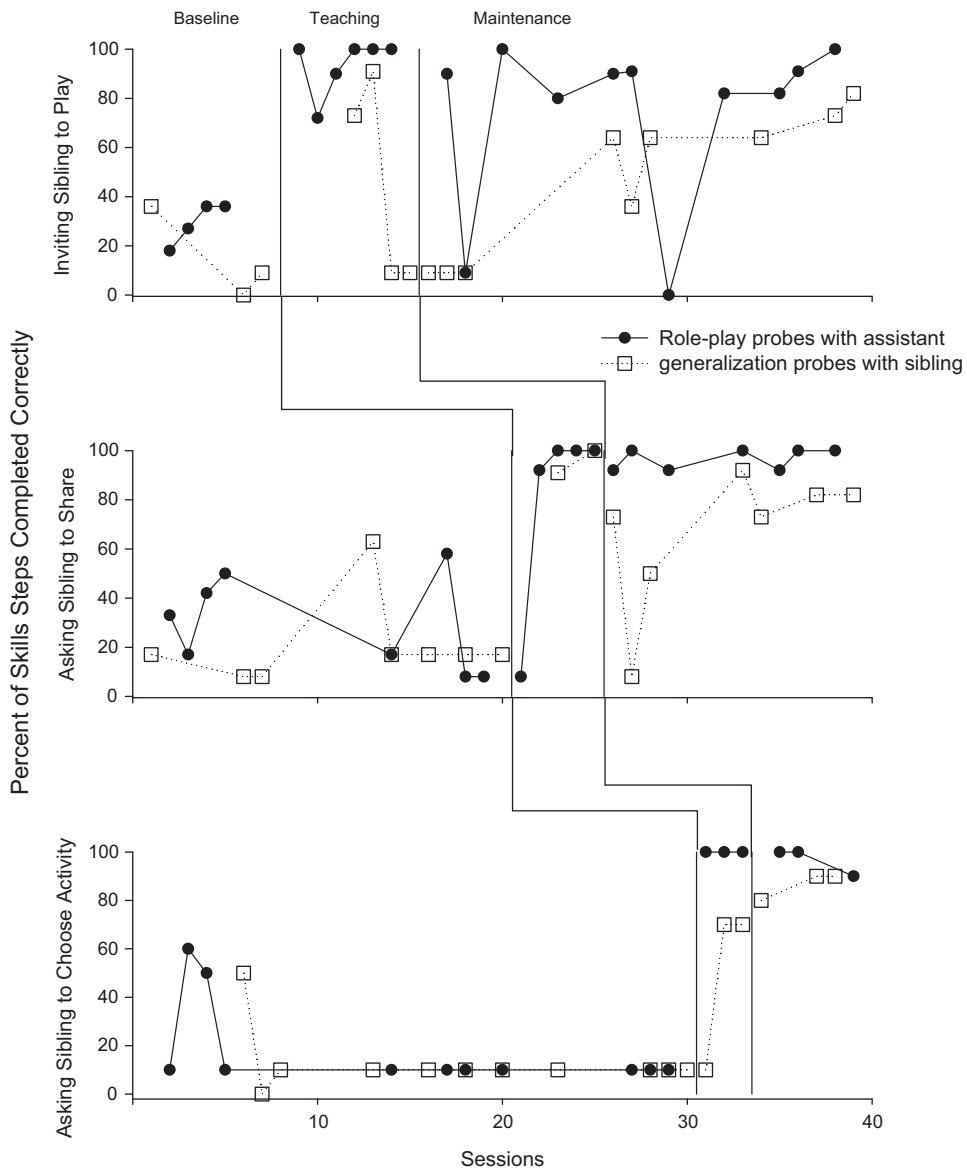 Baseline Teaching Maintenance
Inviting Sibling to Play
100
80
60
40
20
0
Role-play probes with assistant
generalization probes with sibling
Percent of Skills Steps Completed Correctly
Asking Sibling to Share
100
80
60
40
20
0
Asking Sibling to Choose Activity
100
80
60
40
20
0
10 20 30 40
Sessions